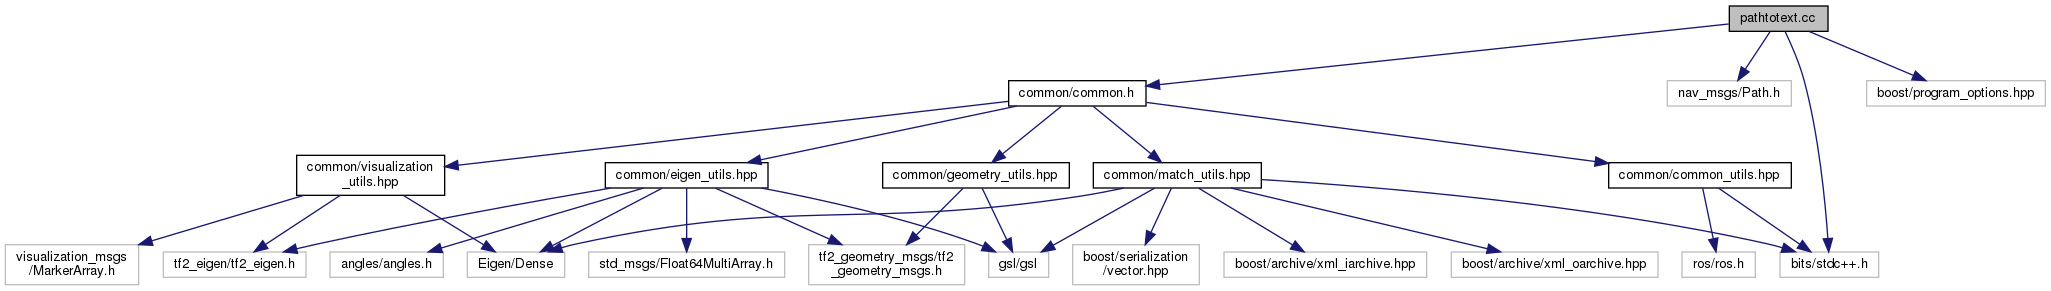 pathtotext.cc
common/common.h
nav_msgs/Path.h
boost/program_options.hpp
common/visualization
_utils.hpp
common/eigen_utils.hpp
common/geometry_utils.hpp
common/match_utils.hpp
common/common_utils.hpp
visualization_msgs
/MarkerArray.h
tf2_eigen/tf2_eigen.h
angles/angles.h
Eigen/Dense
std_msgs/Float64MultiArray.h
tf2_geometry_msgs/tf2
_geometry_msgs.h
gsl/gsl
boost/serialization
/vector.hpp
boost/archive/xml_iarchive.hpp
boost/archive/xml_oarchive.hpp
ros/ros.h
bits/stdc++.h